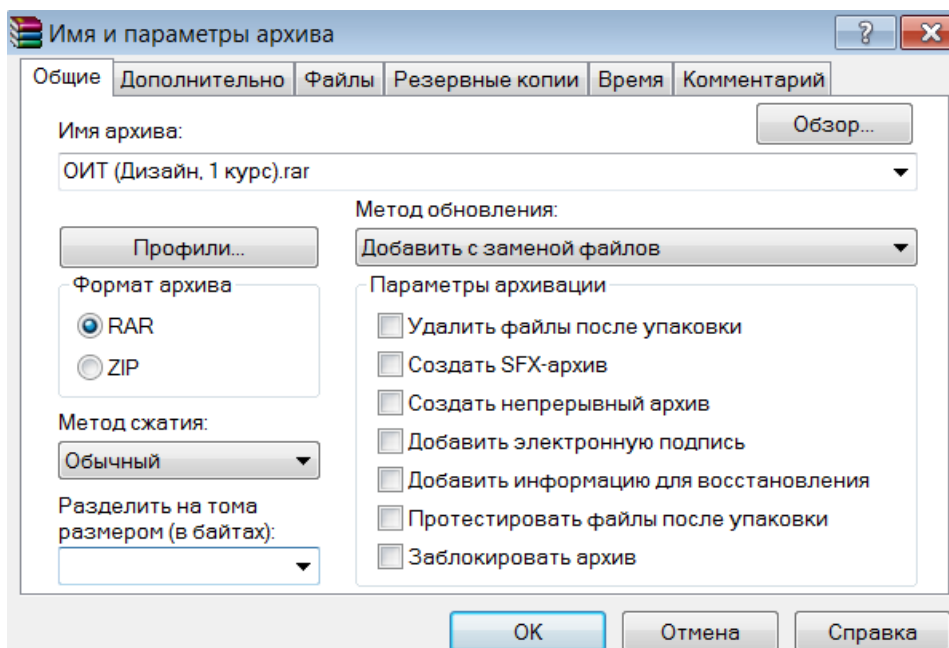 Имя и параметры архива
Общие Дополнительно Файлы Резервные копии Время Комментарий
Имя архива:
Обзор...
ОИТ (Дизайн, 1 курс).rar
Метод обновления:
Профили...
Добавить с заменой файлов
Формат архива
RAR
ZIP
Метод сжатия:
Обычный
Разделить на тома
размером (в байтах):
Параметры архивации
Удалить файлы после упаковки
Создать SFX-архив
Создать непрерывный архив
Добавить электронную подпись
Добавить информацию для восстановления
Протестировать файлы после упаковки
Заблокировать архив
OK Отмена Справка